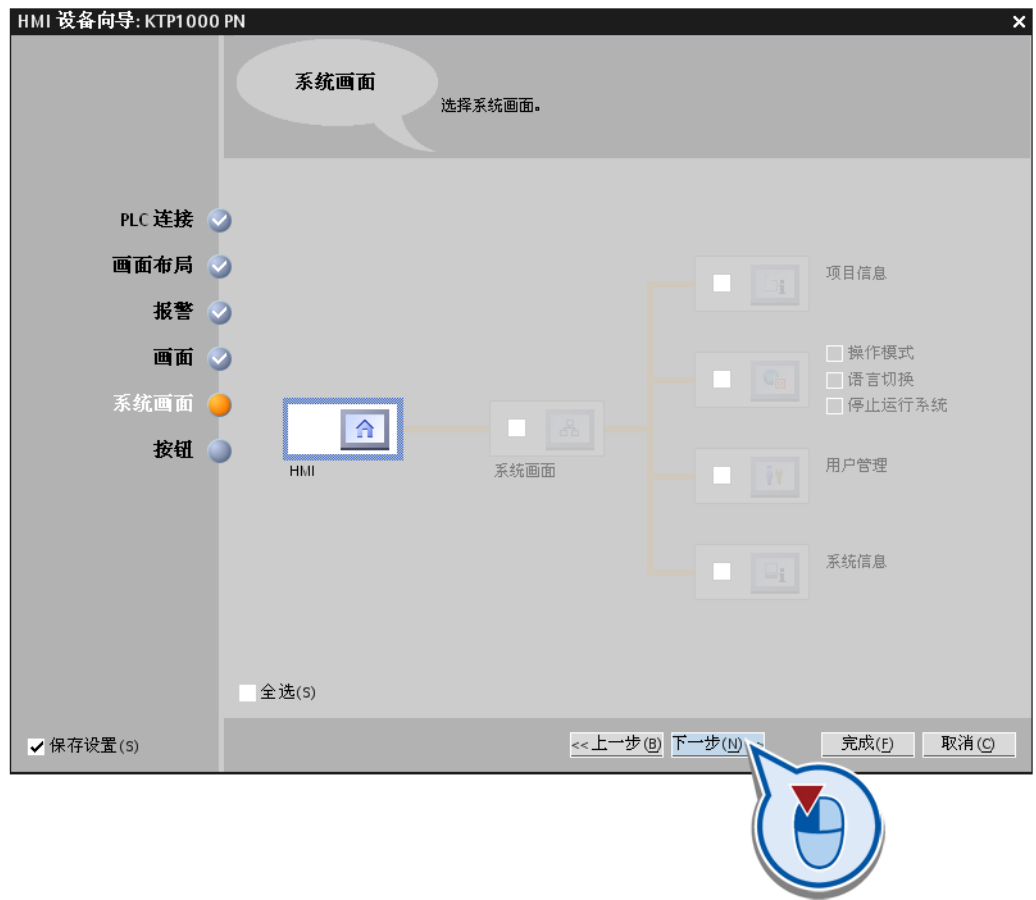 HMI 设备向导: KTP1000 PN
系统画面
选择系统画面。
PLC 连接
画面布局
报警
画面
系统画面
按钮
HMI
系统画面
项目信息
操作模式
语言切换
停止运行系统
用户管理
系统信息
全选(S)
保存设置(S)
<<上一步(B)
下一步(N)
完成(F)
取消(C)